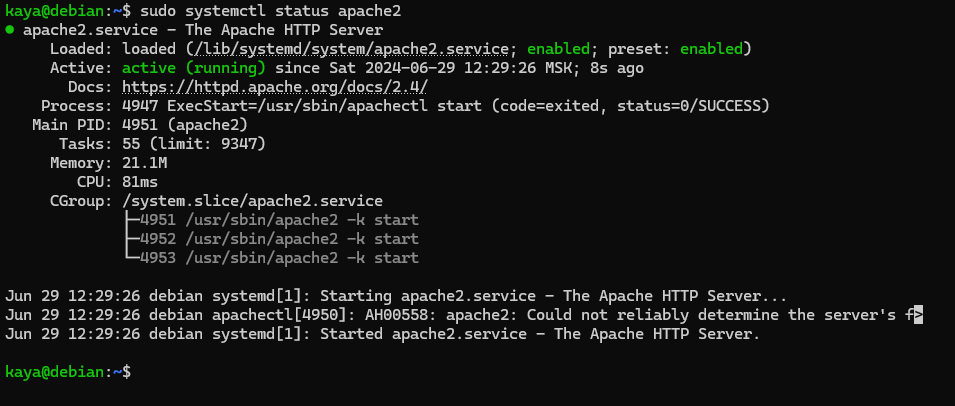 kaya@debian:~$ sudo systemctl status apache2
● apache2.service - The Apache HTTP Server
     Loaded: loaded (/lib/systemd/system/apache2.service; enabled; preset: enabled)
     Active: active (running) since Sat 2024-06-29 12:29:26 MSK; 8s ago
       Docs: https://httpd.apache.org/docs/2.4/
    Process: 4947 ExecStart=/usr/sbin/apachectl start (code=exited, status=0/SUCCESS)
   Main PID: 4951 (apache2)
      Tasks: 55 (limit: 9347)
     Memory: 21.1M
        CPU: 81ms
     CGroup: /system.slice/apache2.service
             ├─4951 /usr/sbin/apache2 -k start
             ├─4952 /usr/sbin/apache2 -k start
             └─4953 /usr/sbin/apache2 -k start

Jun 29 12:29:26 debian systemd[1]: Starting apache2.service - The Apache HTTP Server...
Jun 29 12:29:26 debian apachectl[4950]: AH00558: apache2: Could not reliably determine the server's f>
Jun 29 12:29:26 debian systemd[1]: Started apache2.service - The Apache HTTP Server.

kaya@debian:~$